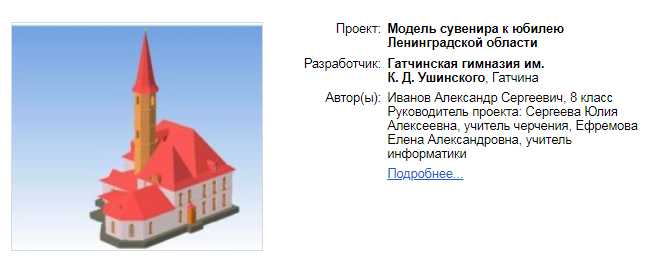 Проект: Модель сувенира к юбилею
Ленинградской области
Разработчик: Гатчинская гимназия им.
К. Д. Ушинского, Гатчина
Автор(ы): Иванов Александр Сергеевич, 8 класс
Руководитель проекта: Сергеева Юлия
Алексеевна, учитель черчения, Ефремова
Елена Александровна, учитель
информатики
Подробнее...